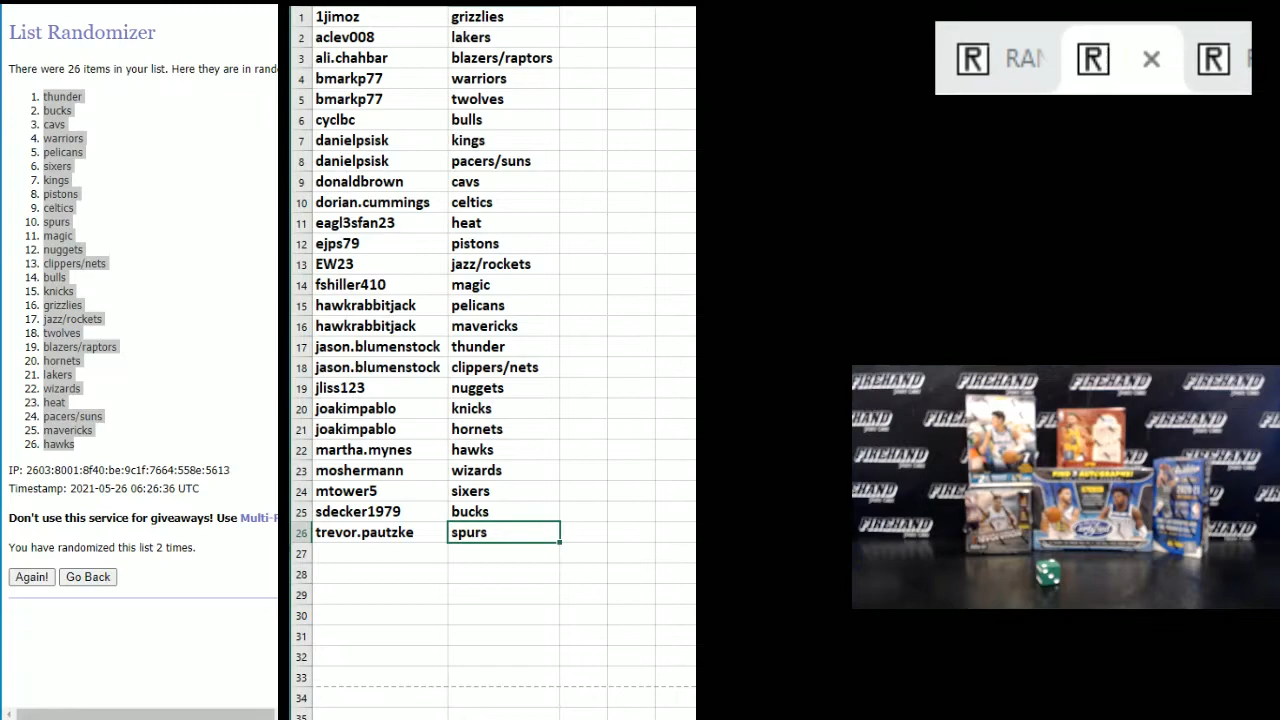 List Randomizer
There were 26 items in your list. Here they are in rand
1. thunder
2. bucks
3. cavs
4. warriors
5. pelicans
6. sixers
7. kings
8. pistons
9. celtics
10. spurs
11. magic
12. nuggets
13. clippers/nets
14. bulls
15. knicks
16. grizzlies
17. jazz/rockets
18. twolves
19. blazers/raptors
20. hornets
21. lakers
22. wizards
23. heat
24. pacers/suns
25. mavericks
26. hawks
IP: 2603:8001:8f40:be:9c1f:7664:558e:5613
Timestamp: 2021-05-26 06:26:36 UTC
Don't use this service for giveaways! Use Multi-R
You have randomized this list 2 times.
Again! Go Back
1 1jimoz grizzlies
2 aclev008 lakers
3 ali.chahbar blazers/raptors
4 bmarkp77 warriors
5 bmarkp77 twolves
6 cyclbc bulls
7 danielpsisk kings
8 danielpsisk pacers/suns
9 donaldbrown cavs
10 dorian.cummings celtics
11 eagl3sfan23 heat
12 ejps79 pistons
13 EW23 jazz/rockets
14 fshiller410 magic
15 hawkrabbitjack pelicans
16 hawkrabbitjack mavericks
17 jason.blumenstock thunder
18 jason.blumenstock clippers/nets
19 jliss123 nuggets
20 joakimpablo knicks
21 joakimpablo hornets
22 martha.mynes hawks
23 moshermann wizards
24 mtower5 sixers
25 sdecker1979 bucks
26 trevor.pautzke spurs
27
28
29
30
31
32
33
34
35
R RAN R R
FIREHAND FIREHAND FIREHAND FIREHAND
FIREHAND